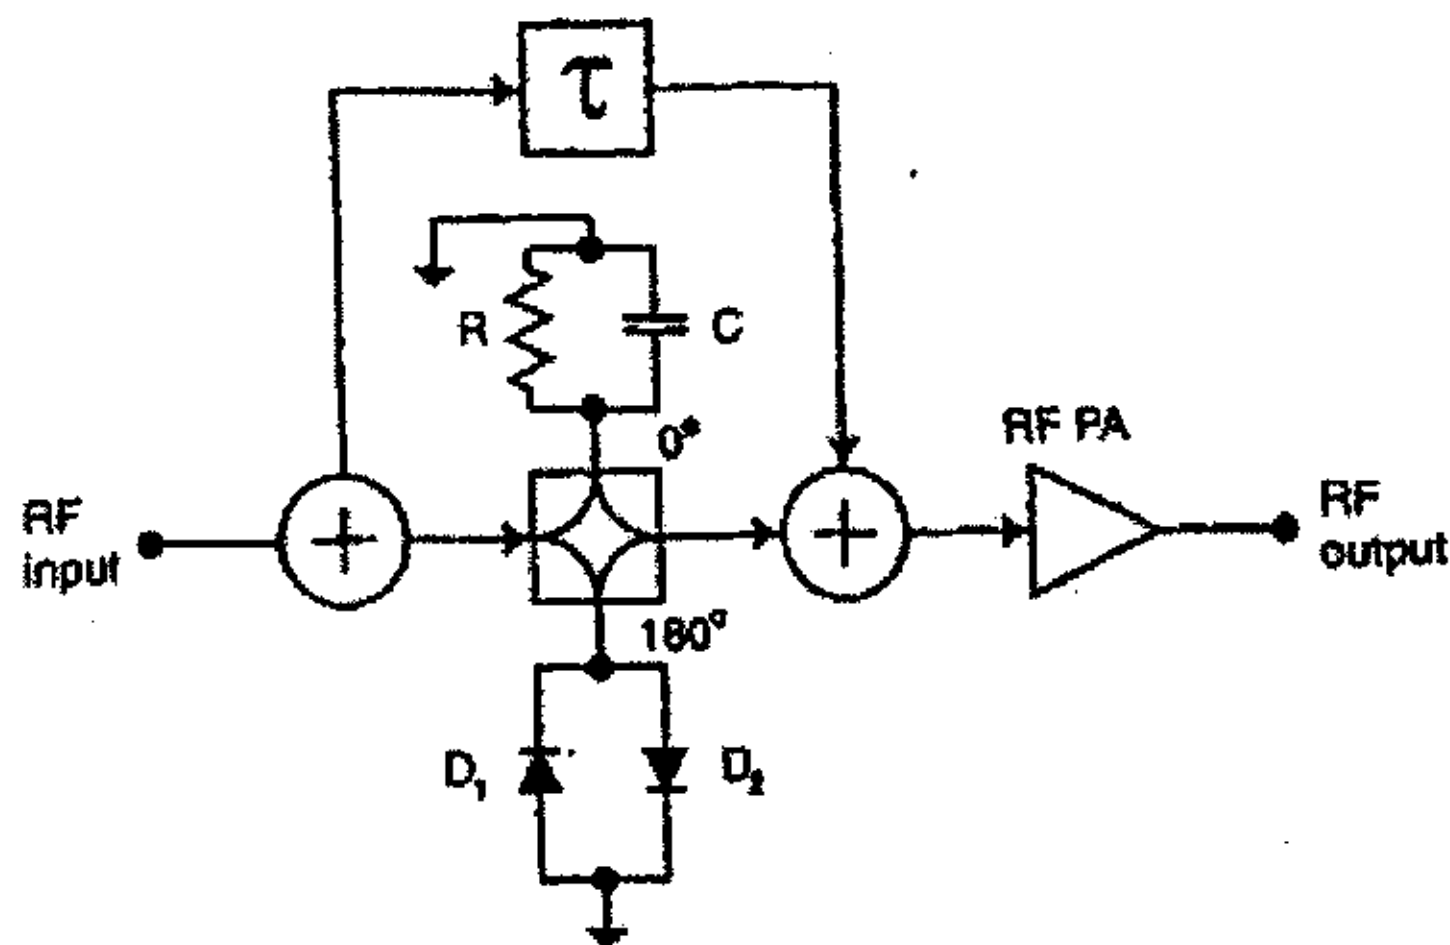 τ
R
C
0°
RF PA
RF
input
+
+
RF
output
180°
D₁
D₂